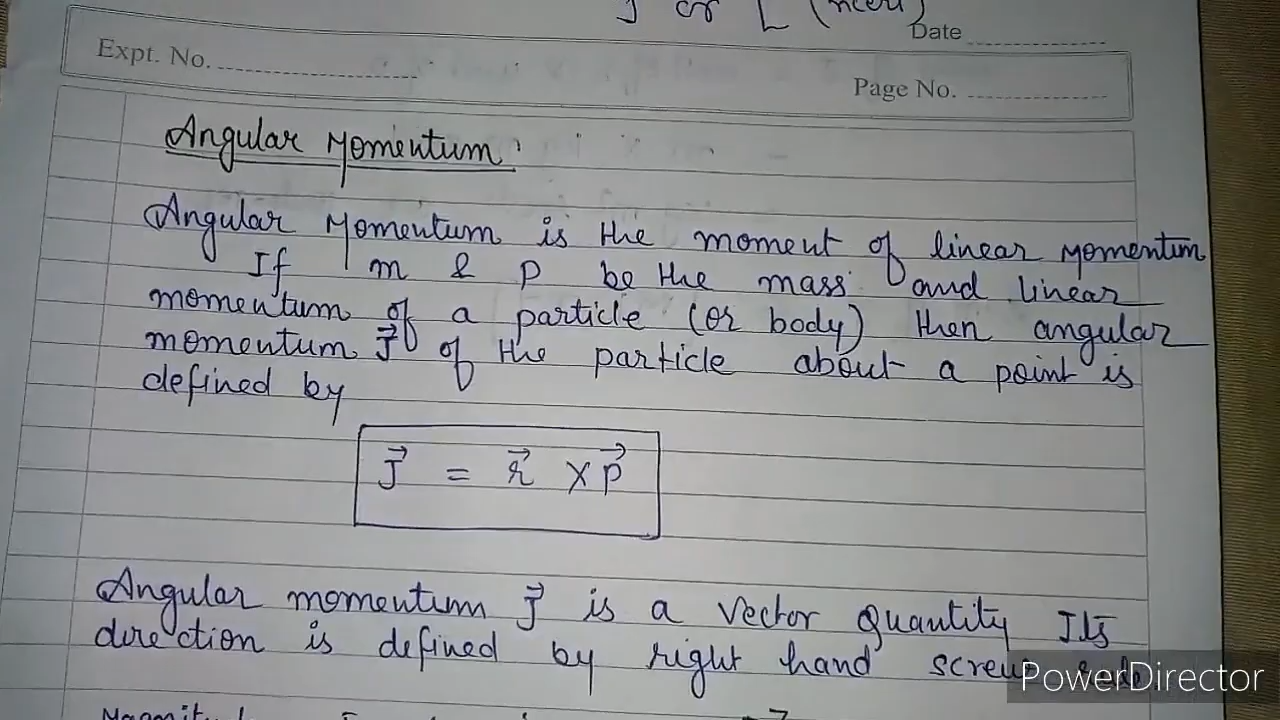 J or L (ncert)
Date
Expt. No.
Page No.
Angular Momentum:
Angular Momentum is the moment of linear momentum
If m & p be the mass and linear
momentum of a particle (or body) then angular
momentum J⃗ of the particle about a point is
defined by
J⃗ = r⃗ × p⃗
Angular momentum J⃗ is a vector quantity Its
direction is defined by right hand screw
PowerDirector